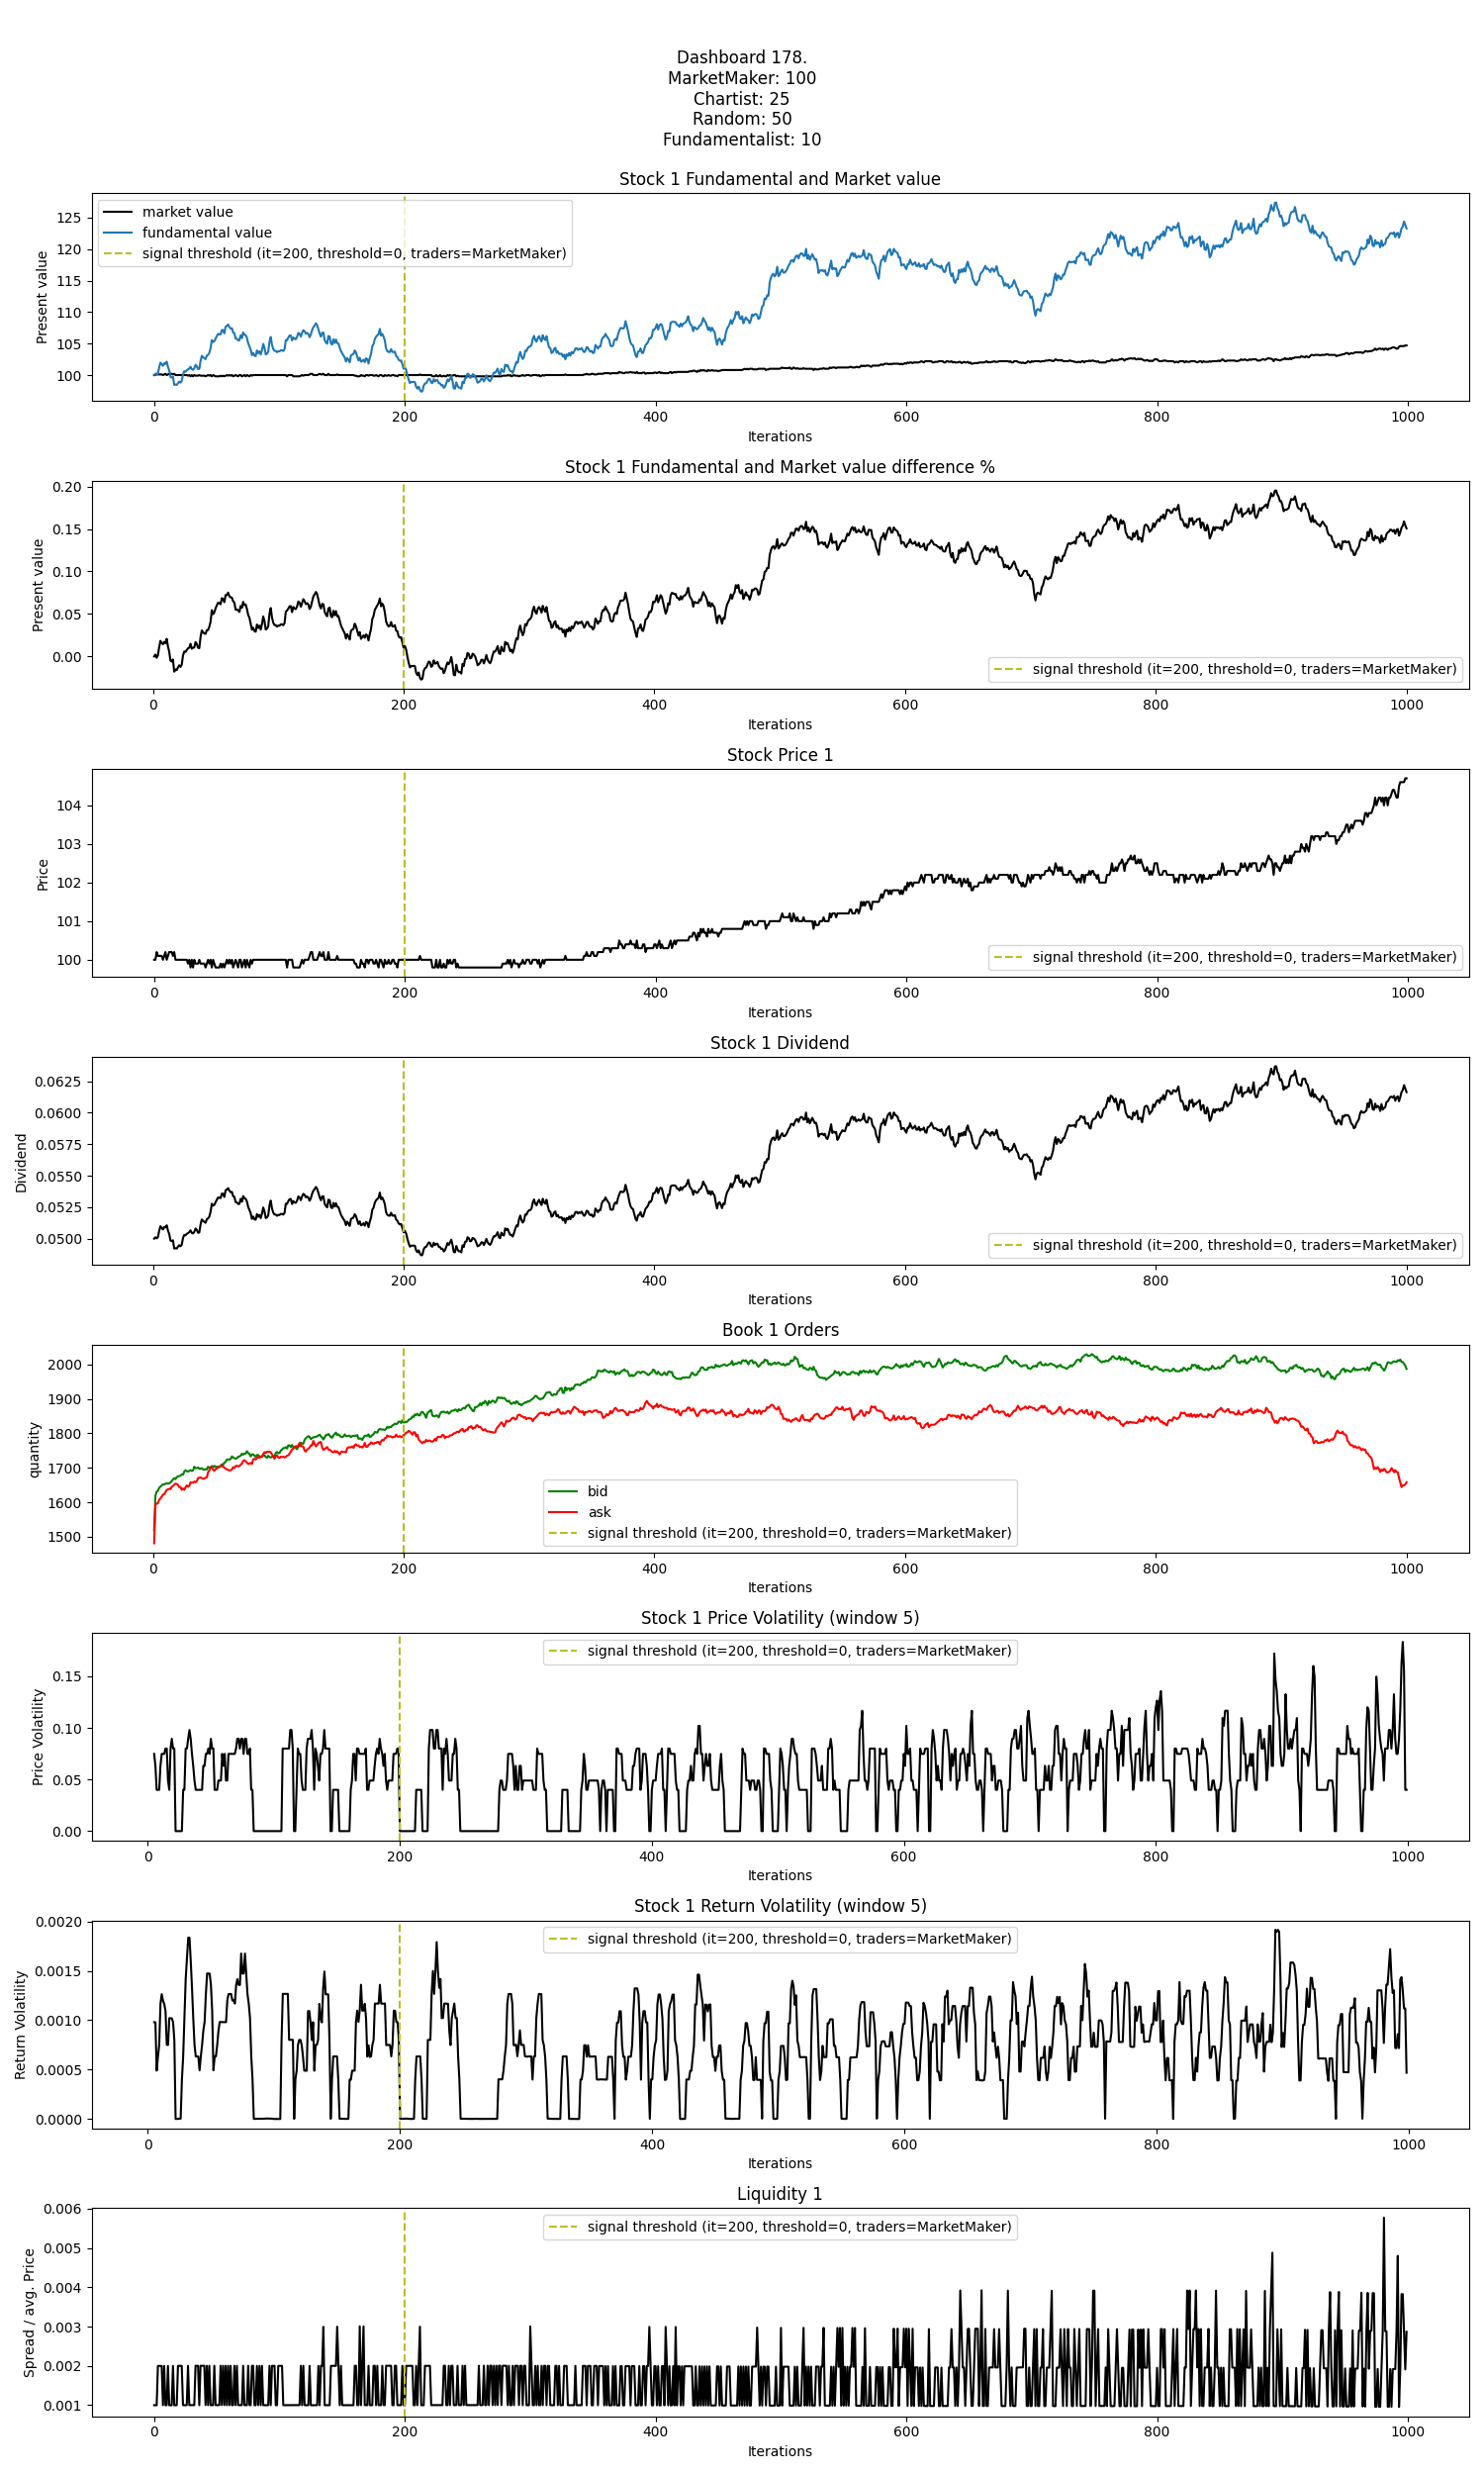 Dashboard 178.
MarketMaker: 100
Chartist: 25
Random: 50
Fundamentalist: 10
Stock 1 Fundamental and Market value
market value
fundamental value
signal threshold (it=200, threshold=0, traders=MarketMaker)
Present value
125
120
115
110
105
100
0 200 400 600 800 1000
Iterations
Stock 1 Fundamental and Market value difference %
Present value
0.20
0.15
0.10
0.05
0.00
signal threshold (it=200, threshold=0, traders=MarketMaker)
0 200 400 600 800 1000
Iterations
Stock Price 1
Price
104
103
102
101
100
signal threshold (it=200, threshold=0, traders=MarketMaker)
0 200 400 600 800 1000
Iterations
Stock 1 Dividend
Dividend
0.0625
0.0600
0.0575
0.0550
0.0525
0.0500
signal threshold (it=200, threshold=0, traders=MarketMaker)
0 200 400 600 800 1000
Iterations
Book 1 Orders
quantity
2000
1900
1800
1700
1600
1500
bid
ask
signal threshold (it=200, threshold=0, traders=MarketMaker)
0 200 400 600 800 1000
Iterations
Stock 1 Price Volatility (window 5)
signal threshold (it=200, threshold=0, traders=MarketMaker)
Price Volatility
0.15
0.10
0.05
0.00
0 200 400 600 800 1000
Iterations
Stock 1 Return Volatility (window 5)
signal threshold (it=200, threshold=0, traders=MarketMaker)
Return Volatility
0.0020
0.0015
0.0010
0.0005
0.0000
0 200 400 600 800 1000
Iterations
Liquidity 1
signal threshold (it=200, threshold=0, traders=MarketMaker)
Spread / avg. Price
0.006
0.005
0.004
0.003
0.002
0.001
0 200 400 600 800 1000
Iterations